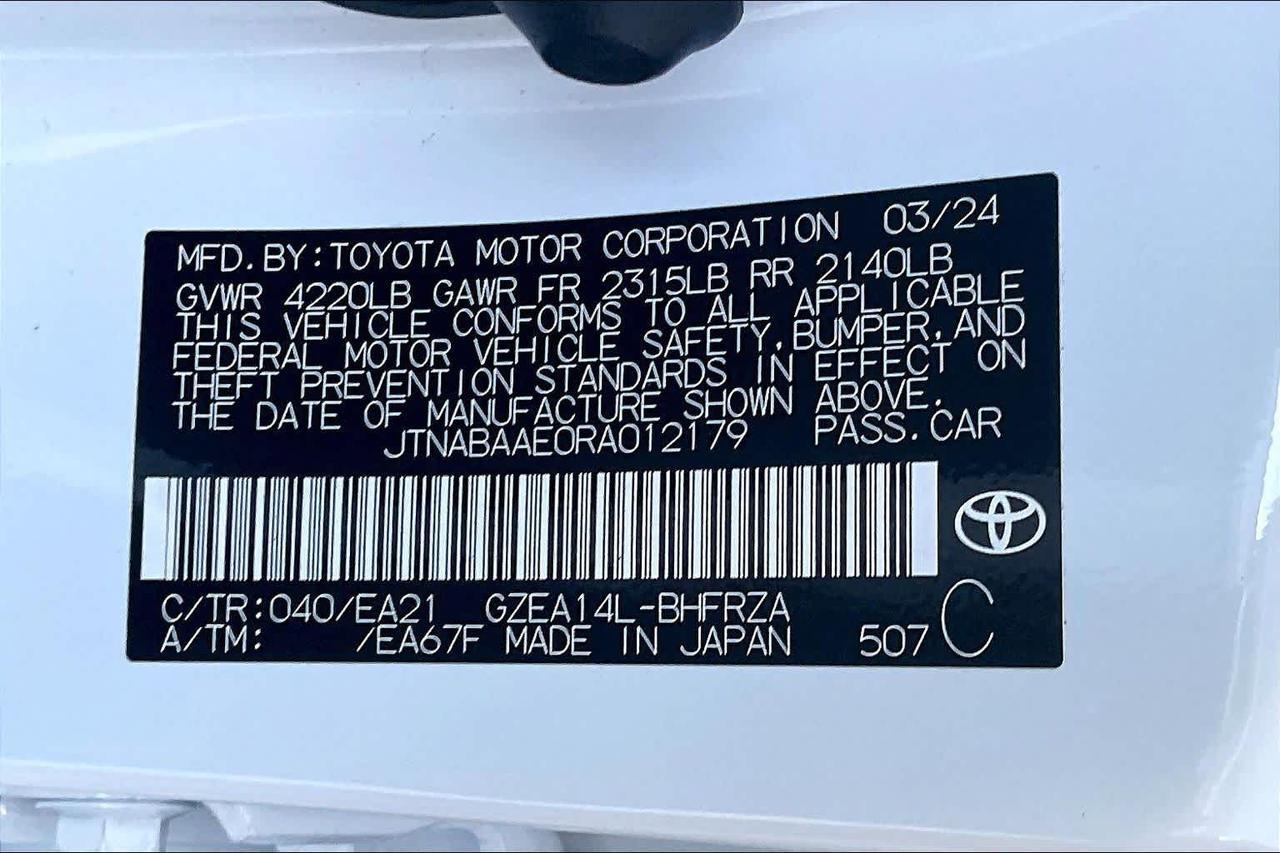 MFD. BY: TOYOTA MOTOR CORPORATION 03/24
GVWR 4220LB GAWR FR 2315LB RR 2140LB
THIS VEHICLE CONFORMS TO ALL APPLICABLE
FEDERAL MOTOR VEHICLE SAFETY, BUMPER, AND
THEFT PREVENTION STANDARDS IN EFFECT ON
THE DATE OF MANUFACTURE SHOWN ABOVE.
JTNABAAE0RA012179 PASS. CAR
C/TR: 040/EA21 GZEA14L-BHFRZA
A/TM: /EA67F MADE IN JAPAN 507 C